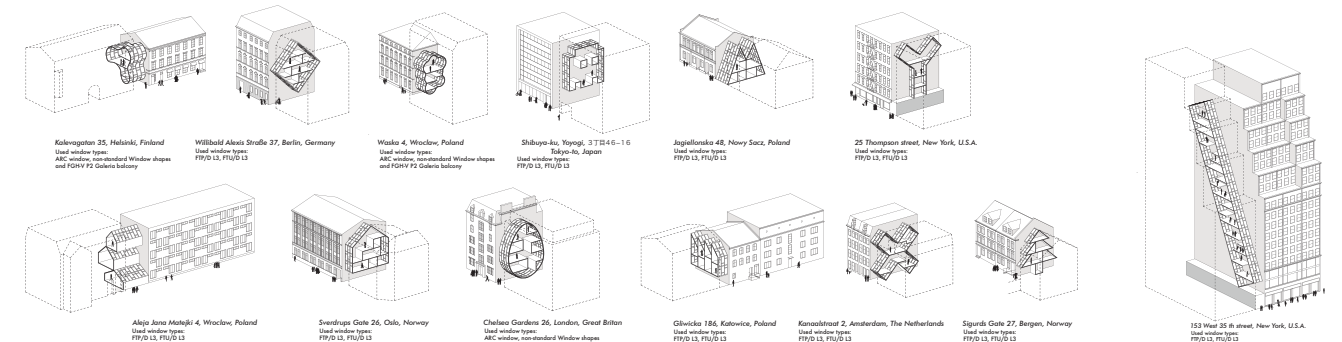 Kalevagatan 35, Helsinki, Finland
Used window types:
ARC window, non-standard Window shapes
and FGH-V P2 Galeria balcony
Willibald Alexis Straße 37, Berlin, Germany
Used window types:
FTP/D L3, FTU/D L3
Waska 4, Wroclaw, Poland
Used window types:
ARC window, non-standard Window shapes
and FGH-V P2 Galeria balcony
Shibuya-ku, Yoyogi, 3丁目46-16
Tokyo-to, Japan
Used window types:
FTP/D L3, FTU/D L3
Jagiellonska 48, Nowy Sacz, Poland
Used window types:
FTP/D L3, FTU/D L3
25 Thompson street, New York, U.S.A.
Used window types:
FTP/D L3, FTU/D L3
Aleja Jana Matejki 4, Wroclaw, Poland
Used window types:
FTP/D L3, FTU/D L3
Sverdrups Gate 26, Oslo, Norway
Used window types:
FTP/D L3, FTU/D L3
Chelsea Gardens 26, London, Great Britan
Used window types:
ARC window, non-standard Window shapes
Gliwicka 186, Katowice, Poland
Used window types:
FTP/D L3, FTU/D L3
Kanaalstraat 2, Amsterdam, The Netherlands
Used window types:
FTP/D L3, FTU/D L3
Sigurds Gate 27, Bergen, Norway
Used window types:
FTP/D L3, FTU/D L3
153 West 35 th street, New York, U.S.A.
Used window types:
FTP/D L3, FTU/D L3